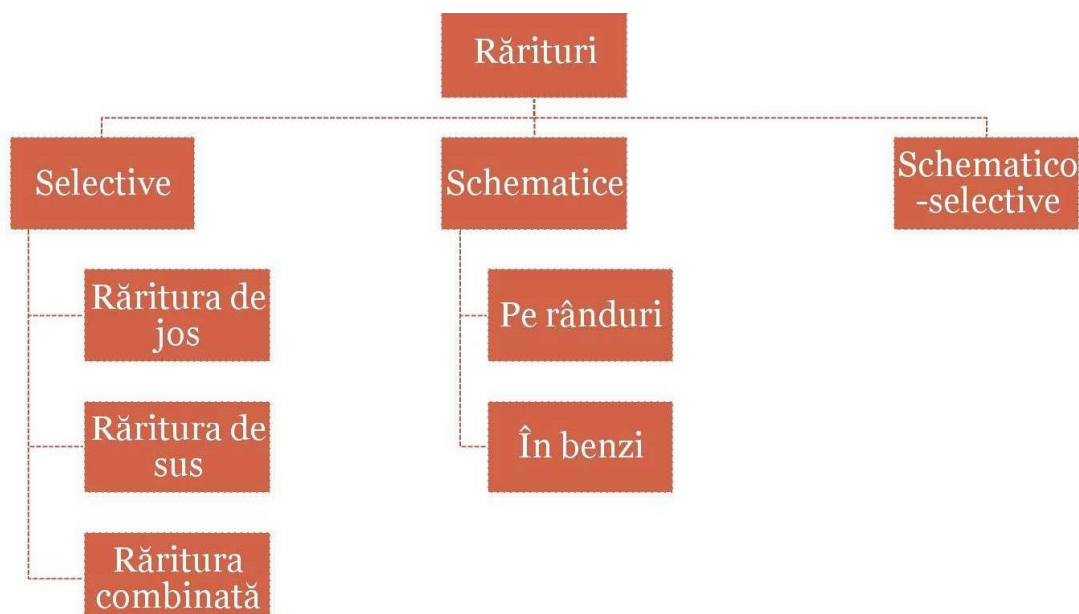 Rărituri
Selective
Schematice
Schematico
-selective
Răritura de
jos
Pe rânduri
Răritura de
sus
În benzi
Răritura
combinată